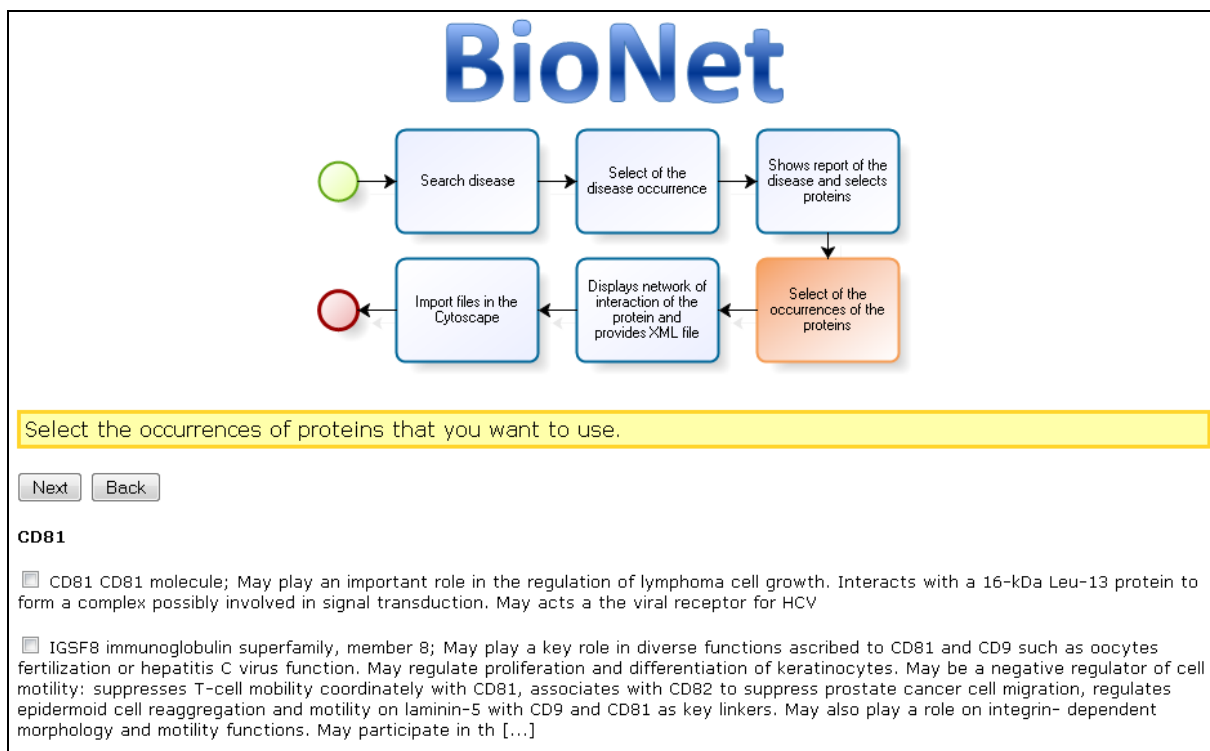 BioNet
Search disease
Select of the
disease occurrence
Shows report of the
disease and selects
proteins
Import files in the
Cytoscape
Displays network of
interaction of the
protein and
provides XML file
Select of the
occurrences of the
proteins
Select the occurrences of proteins that you want to use.
Next Back
CD81
CD81 CD81 molecule; May play an important role in the regulation of lymphoma cell growth. Interacts with a 16-kDa Leu-13 protein to
form a complex possibly involved in signal transduction. May acts a the viral receptor for HCV
IGSF8 immunoglobulin superfamily, member 8; May play a key role in diverse functions ascribed to CD81 and CD9 such as oocytes
fertilization or hepatitis C virus function. May regulate proliferation and differentiation of keratinocytes. May be a negative regulator of cell
motility: suppresses T-cell mobility coordinately with CD81, associates with CD82 to suppress prostate cancer cell migration, regulates
epidermoid cell reaggregation and motility on laminin-5 with CD9 and CD81 as key linkers. May also play a role on integrin- dependent
morphology and motility functions. May participate in th [...]